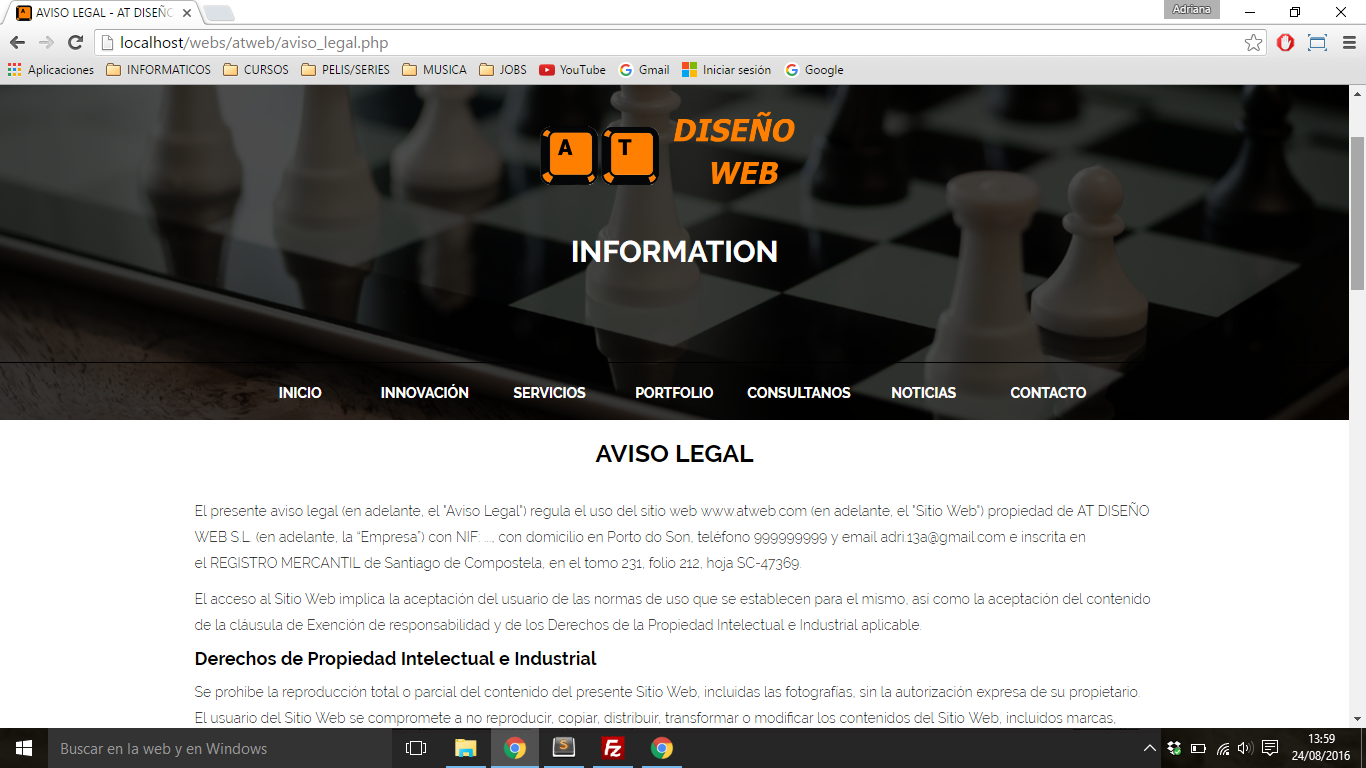 AVISO LEGAL - AT DISEÑO
Adriana
localhost/webs/atweb/aviso_legal.php
Aplicaciones INFORMATICOS CURSOS PELIS/SERIES MUSICA JOBS YouTube Gmail Iniciar sesión Google
A T DISEÑO
WEB
INFORMATION
INICIO INNOVACIÓN SERVICIOS PORTFOLIO CONSULTANOS NOTICIAS CONTACTO
AVISO LEGAL
El presente aviso legal (en adelante, el "Aviso Legal") regula el uso del sitio web www.atweb.com (en adelante, el "Sitio Web") propiedad de AT DISEÑO
WEB S.L. (en adelante, la “Empresa”) con NIF: ...., con domicilio en Porto do Son, teléfono 999999999 y email adri.13a@gmail.com e inscrita en
el REGISTRO MERCANTIL de Santiago de Compostela, en el tomo 231, folio 212, hoja SC-47369.
El acceso al Sitio Web implica la aceptación del usuario de las normas de uso que se establecen para el mismo, así como la aceptación del contenido
de la cláusula de Exención de responsabilidad y de los Derechos de la Propiedad Intelectual e Industrial aplicable.
Derechos de Propiedad Intelectual e Industrial
Se prohíbe la reproducción total o parcial del contenido del presente Sitio Web, incluidas las fotografías, sin la autorización expresa de su propietario.
El usuario del Sitio Web se compromete a no reproducir, copiar, distribuir, transformar o modificar los contenidos del Sitio Web, incluidos marcas,
Buscar en la web y en Windows
S
Fz
13:59
24/08/2016